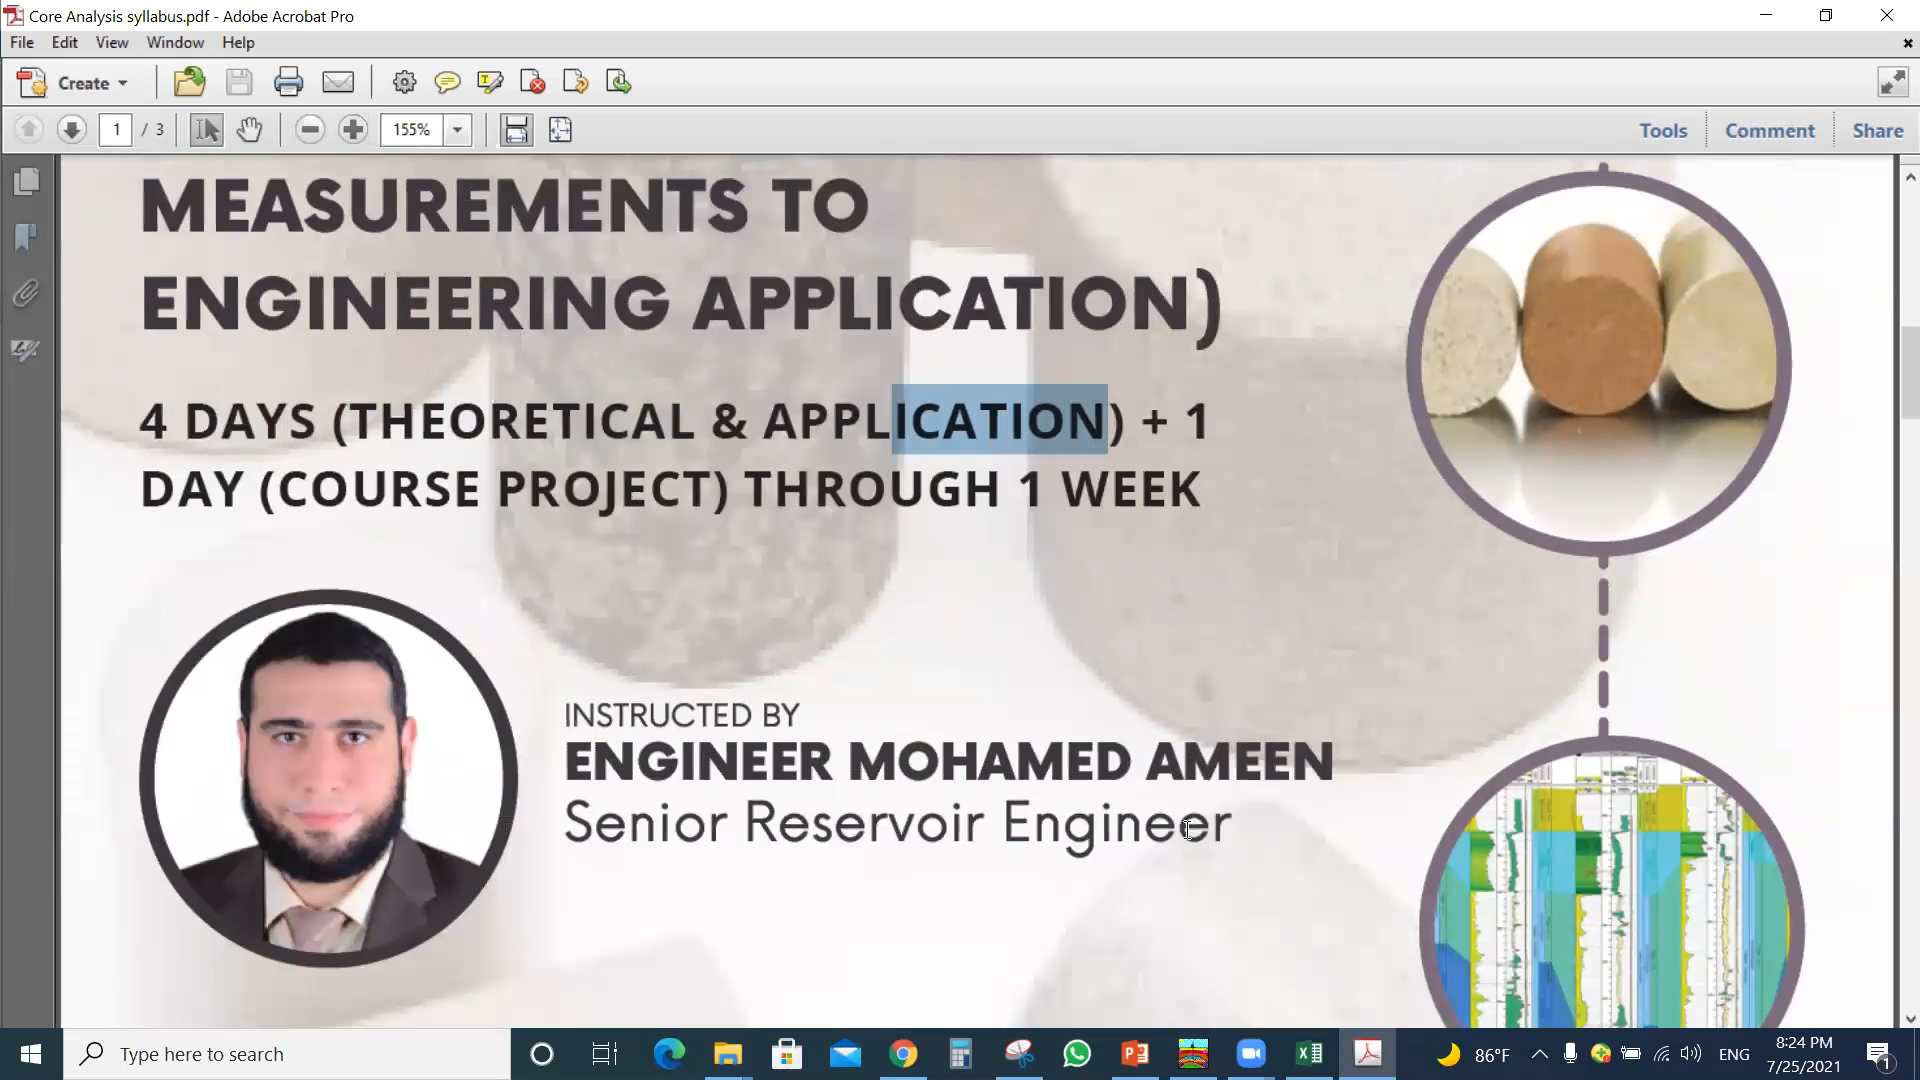 Core Analysis syllabus.pdf - Adobe Acrobat Pro
File Edit View Window Help
Create
1 / 3 155% Tools Comment Share
MEASUREMENTS TO
ENGINEERING APPLICATION)
4 DAYS (THEORETICAL & APPLICATION) + 1
DAY (COURSE PROJECT) THROUGH 1 WEEK
INSTRUCTED BY
ENGINEER MOHAMED AMEEN
Senior Reservoir Engineer
Type here to search
86°F
ENG
8:24 PM
7/25/2021
1